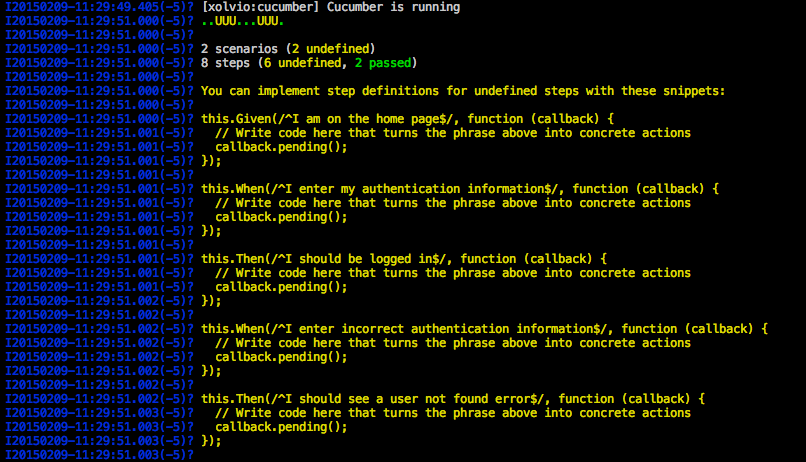 I20150209-11:29:49.405(-5)? [xolvio:cucumber] Cucumber is running
I20150209-11:29:51.000(-5)? ..UUU...UUU.
I20150209-11:29:51.000(-5)?
I20150209-11:29:51.000(-5)? 2 scenarios (2 undefined)
I20150209-11:29:51.000(-5)? 8 steps (6 undefined, 2 passed)
I20150209-11:29:51.000(-5)?
I20150209-11:29:51.000(-5)? You can implement step definitions for undefined steps with these snippets:
I20150209-11:29:51.000(-5)?
I20150209-11:29:51.000(-5)? this.Given(/^I am on the home page$/, function (callback) {
I20150209-11:29:51.001(-5)?   // Write code here that turns the phrase above into concrete actions
I20150209-11:29:51.001(-5)?   callback.pending();
I20150209-11:29:51.001(-5)? });
I20150209-11:29:51.001(-5)?
I20150209-11:29:51.001(-5)? this.When(/^I enter my authentication information$/, function (callback) {
I20150209-11:29:51.001(-5)?   // Write code here that turns the phrase above into concrete actions
I20150209-11:29:51.001(-5)?   callback.pending();
I20150209-11:29:51.001(-5)? });
I20150209-11:29:51.001(-5)?
I20150209-11:29:51.001(-5)? this.Then(/^I should be logged in$/, function (callback) {
I20150209-11:29:51.001(-5)?   // Write code here that turns the phrase above into concrete actions
I20150209-11:29:51.001(-5)?   callback.pending();
I20150209-11:29:51.001(-5)? });
I20150209-11:29:51.002(-5)?
I20150209-11:29:51.002(-5)? this.When(/^I enter incorrect authentication information$/, function (callback) {
I20150209-11:29:51.002(-5)?   // Write code here that turns the phrase above into concrete actions
I20150209-11:29:51.002(-5)?   callback.pending();
I20150209-11:29:51.002(-5)? });
I20150209-11:29:51.002(-5)?
I20150209-11:29:51.002(-5)? this.Then(/^I should see a user not found error$/, function (callback) {
I20150209-11:29:51.003(-5)?   // Write code here that turns the phrase above into concrete actions
I20150209-11:29:51.003(-5)?   callback.pending();
I20150209-11:29:51.003(-5)? });
I20150209-11:29:51.003(-5)?